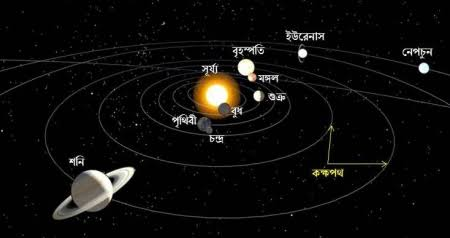 ইউরেনাস
বৃহস্পতি
নেপচুন
সূর্য্য
মঙ্গল
শুক্র
বুধ
পৃথিবী
চন্দ্র
শনি
কক্ষপথ